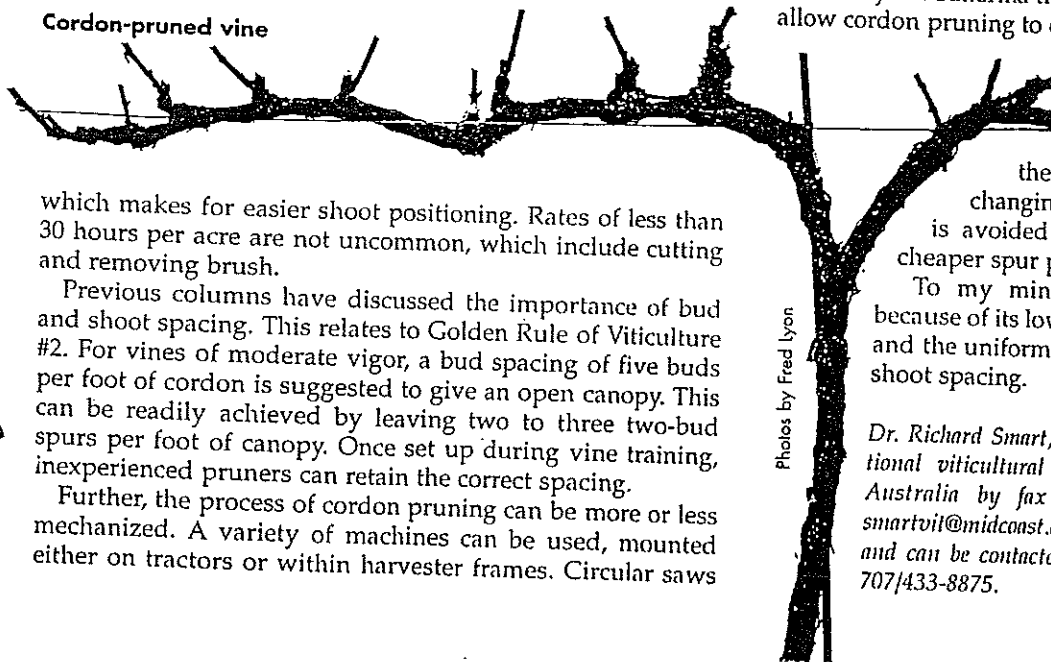 Cordon-pruned vine
which makes for easier shoot positioning. Rates of less than
30 hours per acre are not uncommon, which include cutting
and removing brush.
Previous columns have discussed the importance of bud
and shoot spacing. This relates to Golden Rule of Viticulture
#2. For vines of moderate vigor, a bud spacing of five buds
per foot of cordon is suggested to give an open canopy. This
can be readily achieved by leaving two to three two-bud
spurs per foot of canopy. Once set up during vine training,
inexperienced pruners can retain the correct spacing.
Further, the process of cordon pruning can be more or less
mechanized. A variety of machines can be used, mounted
either on tractors or within harvester frames. Circular saws
Photos by Fred Lyon
allow cordon pruning to
the
is avoided
cheaper spur
To my
because of its
and the
shoot spacing.
Dr. Richard Smart,
tional viticultural
Australia by fax
smartvit@midcoast.
and can be
707/433-8875.